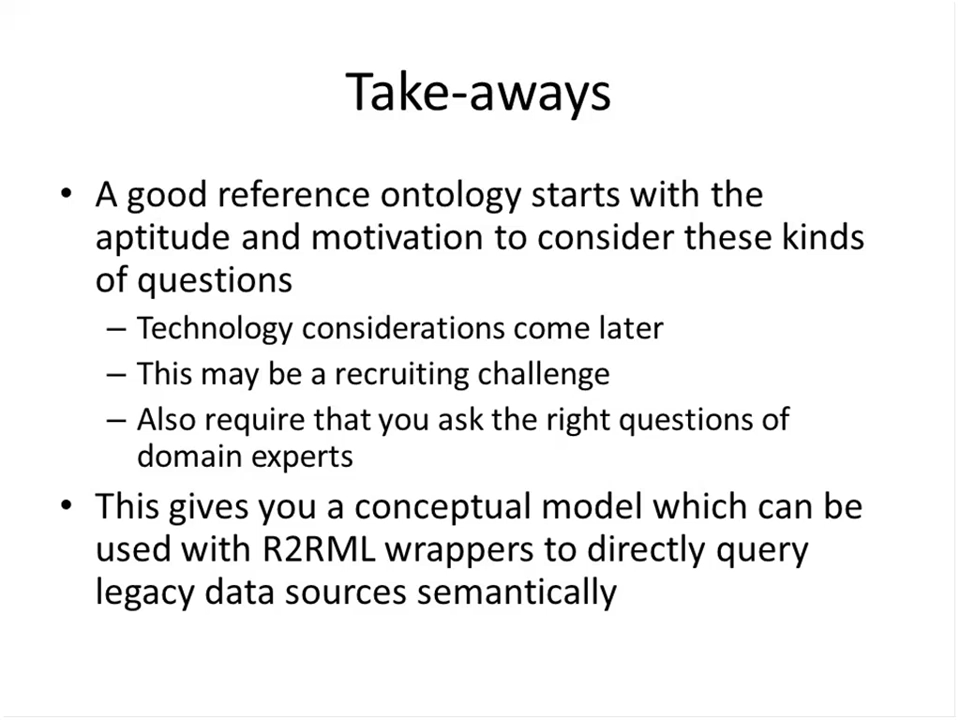 Take-aways
• A good reference ontology starts with the
aptitude and motivation to consider these kinds
of questions
– Technology considerations come later
– This may be a recruiting challenge
– Also require that you ask the right questions of
domain experts
• This gives you a conceptual model which can be
used with R2RML wrappers to directly query
legacy data sources semantically